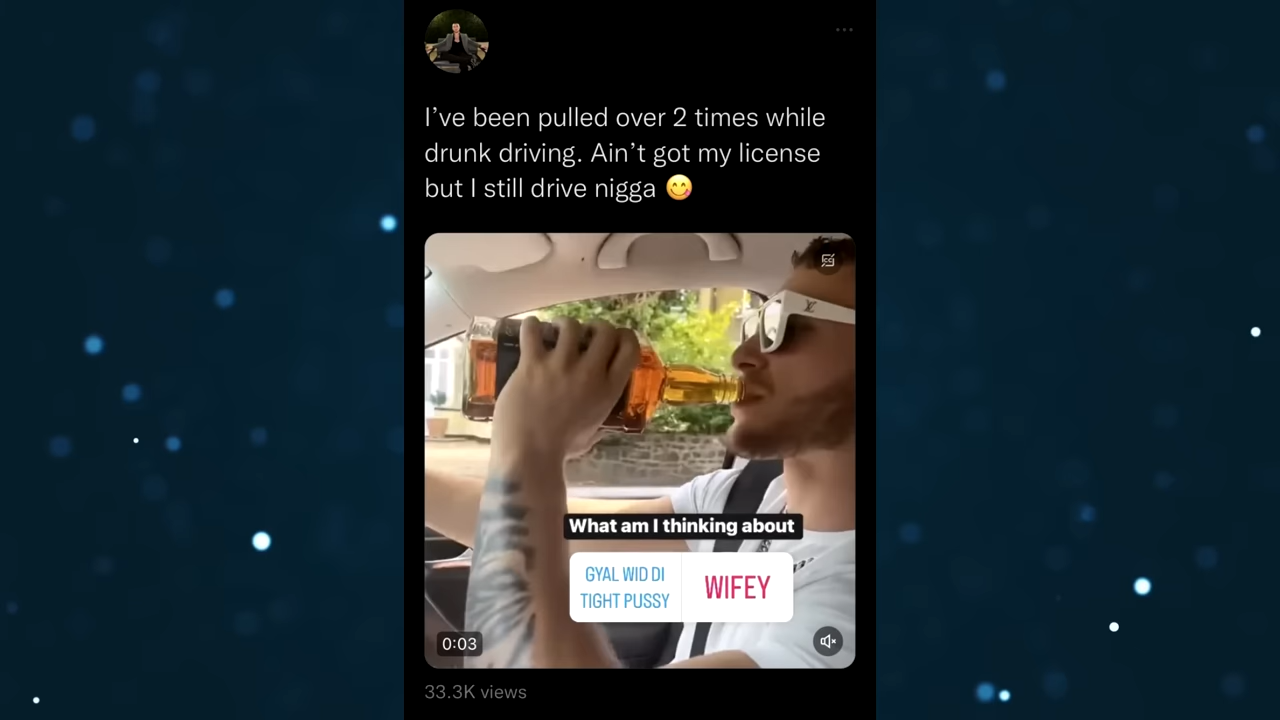 I’ve been pulled over 2 times while
drunk driving. Ain’t got my license
but I still drive nigga 😋
What am I thinking about
GYAL WID DI
TIGHT PUSSY
WIFEY
0:03
33.3K views